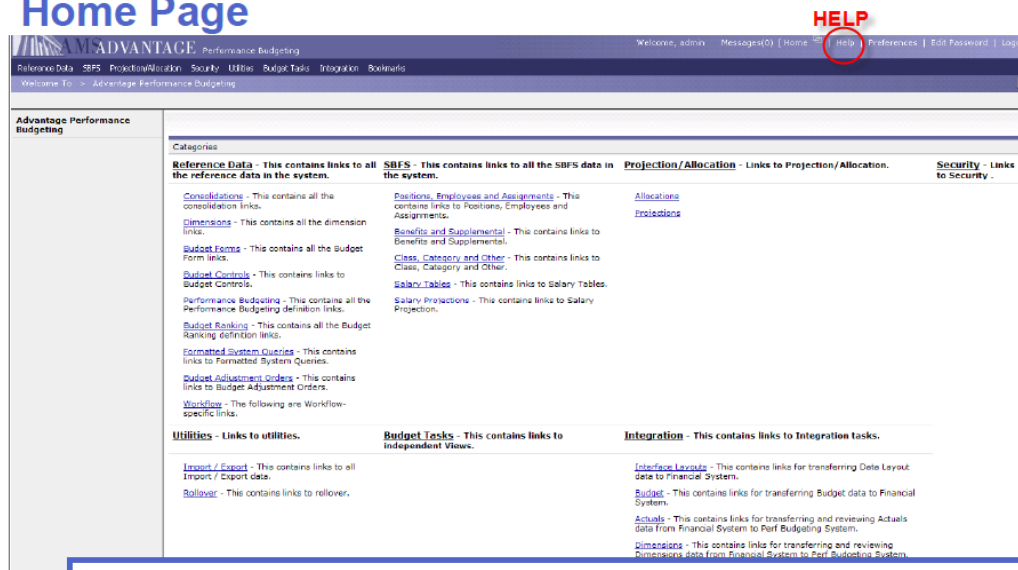 Home Page
HELP
AMSADVANTAGE Performance Budgeting
Welcome, admin Messages(0) [Home | Help | Preferences | Edit Password |
Reference Data SBFS Projection/Allocation Security Utilities Budget Tasks Integration Bookmarks
Welcome To > Advantage Performance Budgeting
Advantage Performance
Budgeting
Categories
Reference Data - This contains links to all
the reference data in the system.
Consolidations - This contains all the
consolidation links.
Dimensions - This contains all the dimension
links.
Budget Forms - This contains all the Budget
Form links.
Budget Controls - This contains links to
Budget Controls.
Performance Budgeting - This contains all the
Performance Budgeting definition links.
Budget Ranking - This contains all the Budget
Ranking definition links.
Formatted System Queries - This contains
links to Formatted System Queries.
Budget Adjustment Orders - This contains
links to Budget Adjustment Orders.
Workflow - The following are Workflow-
specific links.
SBFS - This contains links to all the SBFS data in
the system.
Positions, Employees and Assignments - This
contains links to Positions, Employees and
Assignments.
Benefits and Supplemental - This contains links to
Benefits and Supplemental.
Class, Category and Other - This contains links to
Class, Category and Other.
Salary Tables - This contains links to Salary Tables.
Salary Projections - This contains links to Salary
Projection.
Projection/Allocation - Links to Projection/Allocation.
Allocations
Projections
Security - Links
to Security .
Utilities - Links to utilities.
Import / Export - This contains links to all
Import / Export data.
Rollover - This contains links to rollover.
Budget Tasks - This contains links to
independent Views.
Integration - This contains links to Integration tasks.
Interface Layouts - This contains links for transferring Data Layout
data to Financial System.
Budget - This contains links for transferring Budget data to Financial
System.
Actuals - This contains links for transferring and reviewing Actuals
data from Financial System to Perf Budgeting System.
Dimensions - This contains links for transferring and reviewing
Dimensions data from Financial System to Perf Budgeting System.